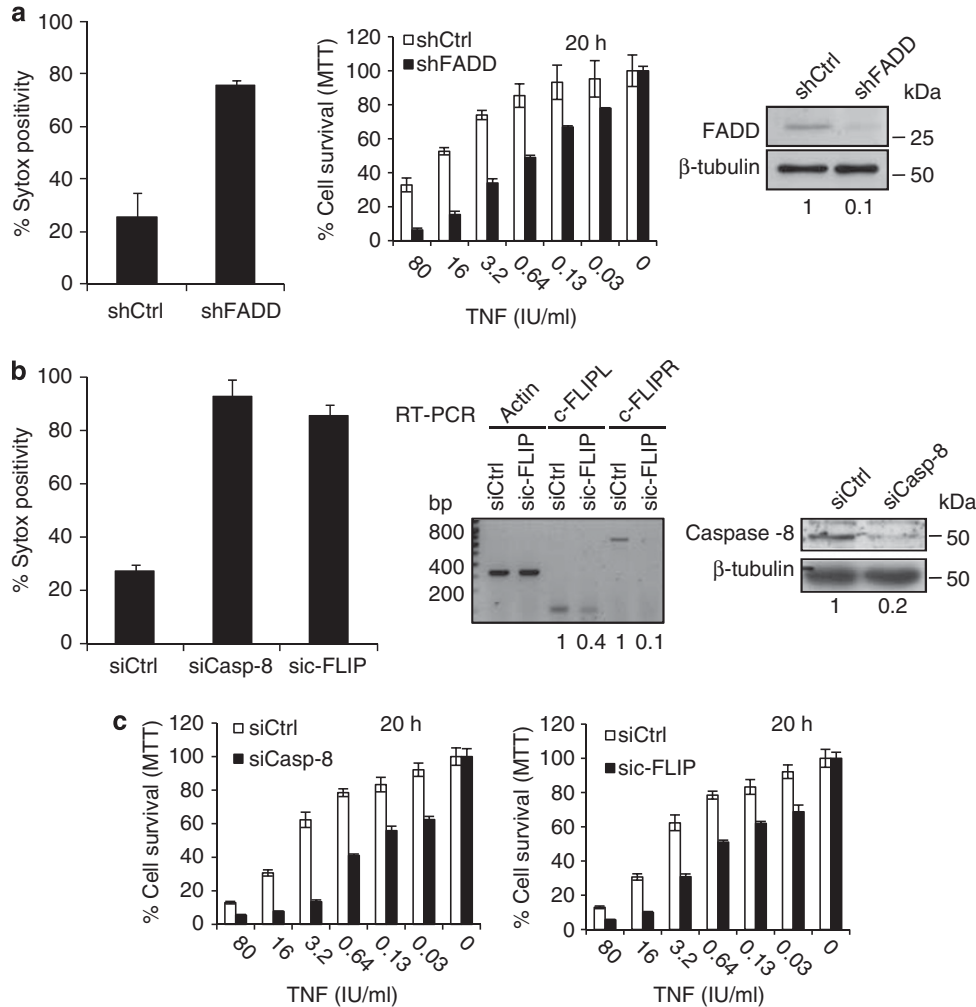 a
100
80
60
40
20
0
% Sytox positivity
shCtrl
shFADD
120
100
80
60
40
20
0
% Cell survival (MTT)
shCtrl
shFADD
20 h
80
16
3.2
0.64
0.13
0.03
0
TNF (IU/ml)
shCtrl
shFADD
kDa
FADD
25
β-tubulin
50
1 0.1
b
100
80
60
40
20
0
% Sytox positivity
siCtrl
siCasp-8
sic-FLIP
RT-PCR
Actin
c-FLIPL
c-FLIPR
siCtrl
sic-FLIP
siCtrl
sic-FLIP
siCtrl
sic-FLIP
bp
800
400
200
1 0.4 1 0.1
siCtrl
siCasp-8
kDa
Caspase -8
50
β-tubulin
50
1 0.2
c
120
100
80
60
40
20
0
% Cell survival (MTT)
siCtrl
siCasp-8
20 h
80
16
3.2
0.64
0.13
0.03
0
TNF (IU/ml)
120
100
80
60
40
20
0
% Cell survival (MTT)
siCtrl
sic-FLIP
20 h
80
16
3.2
0.64
0.13
0.03
0
TNF (IU/ml)